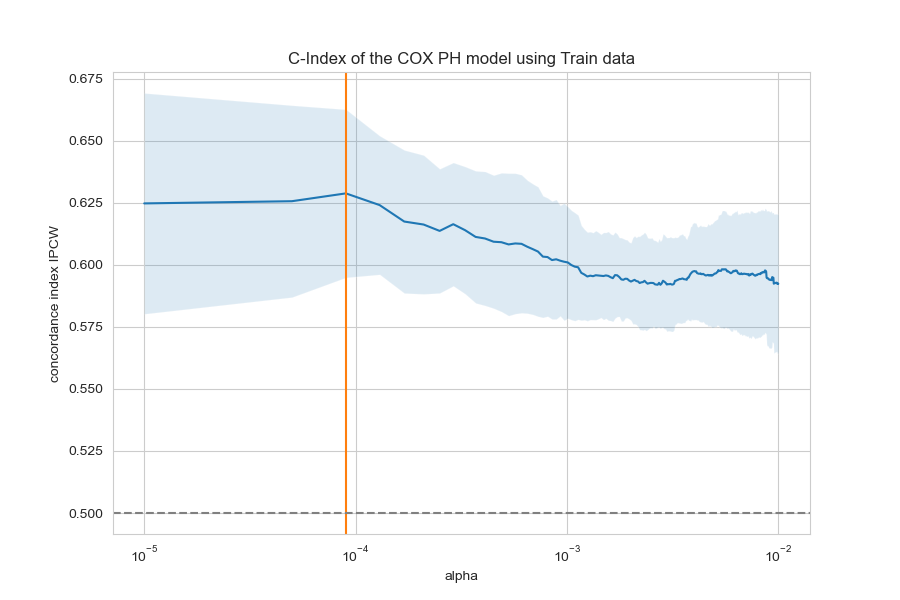 C-Index of the COX PH model using Train data
concordance index IPCW
0.675
0.650
0.625
0.600
0.575
0.550
0.525
0.500
10⁻⁵ 10⁻⁴ 10⁻³ 10⁻²
alpha